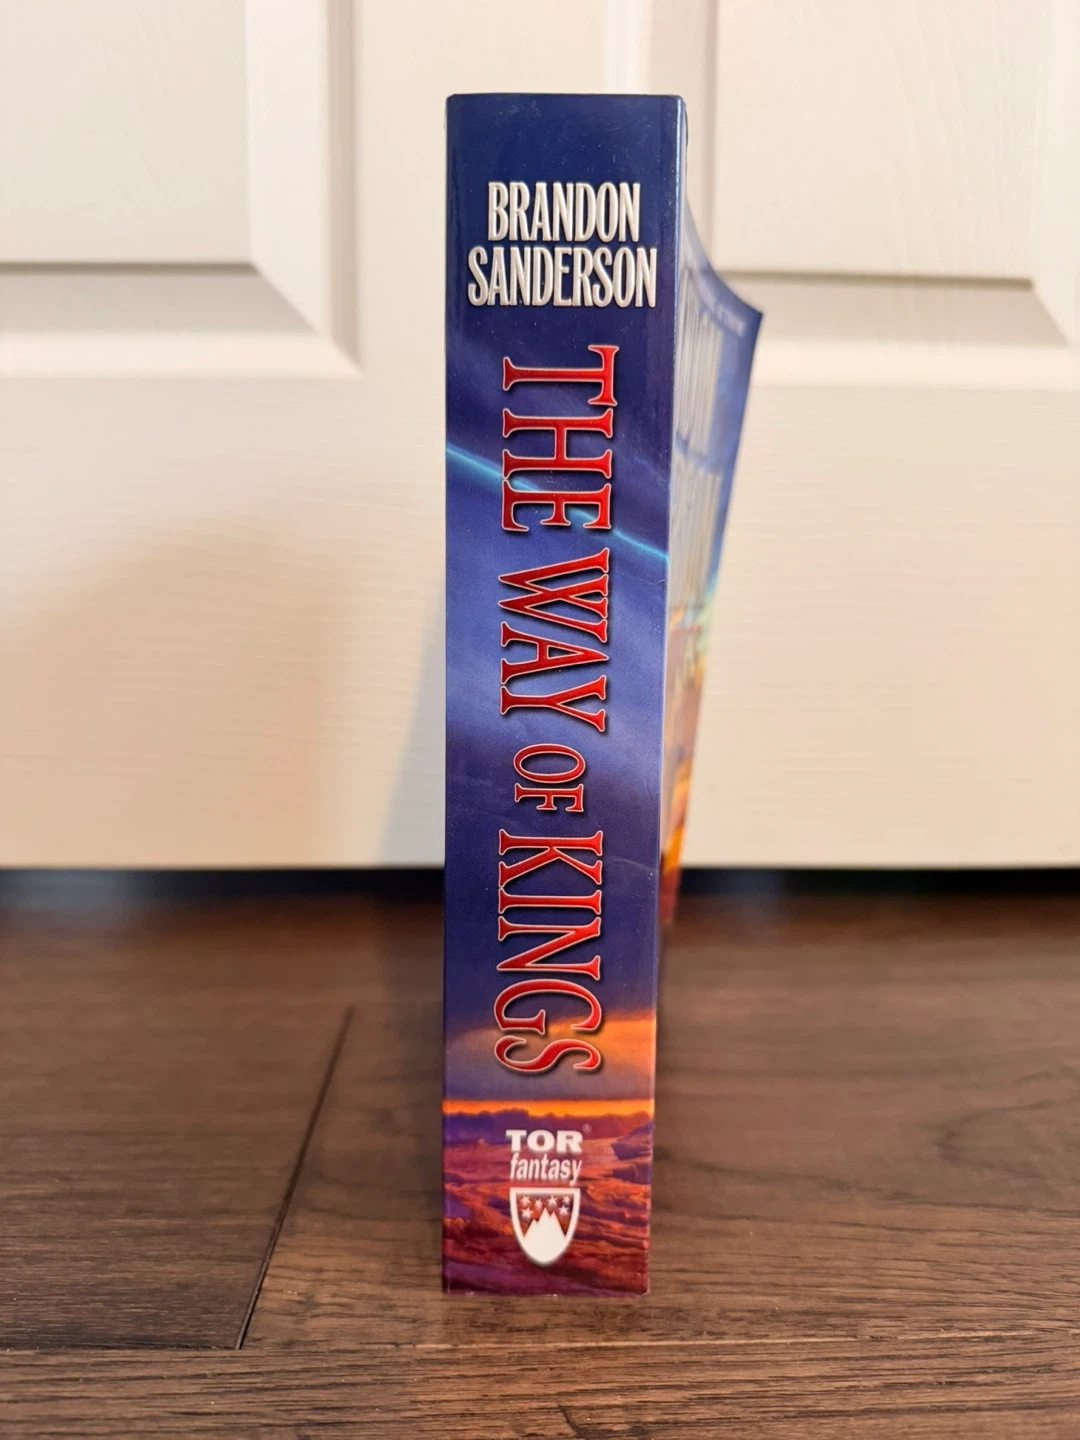 BRANDON
SANDERSON
THE WAY OF KINGS
TOR®
fantasy